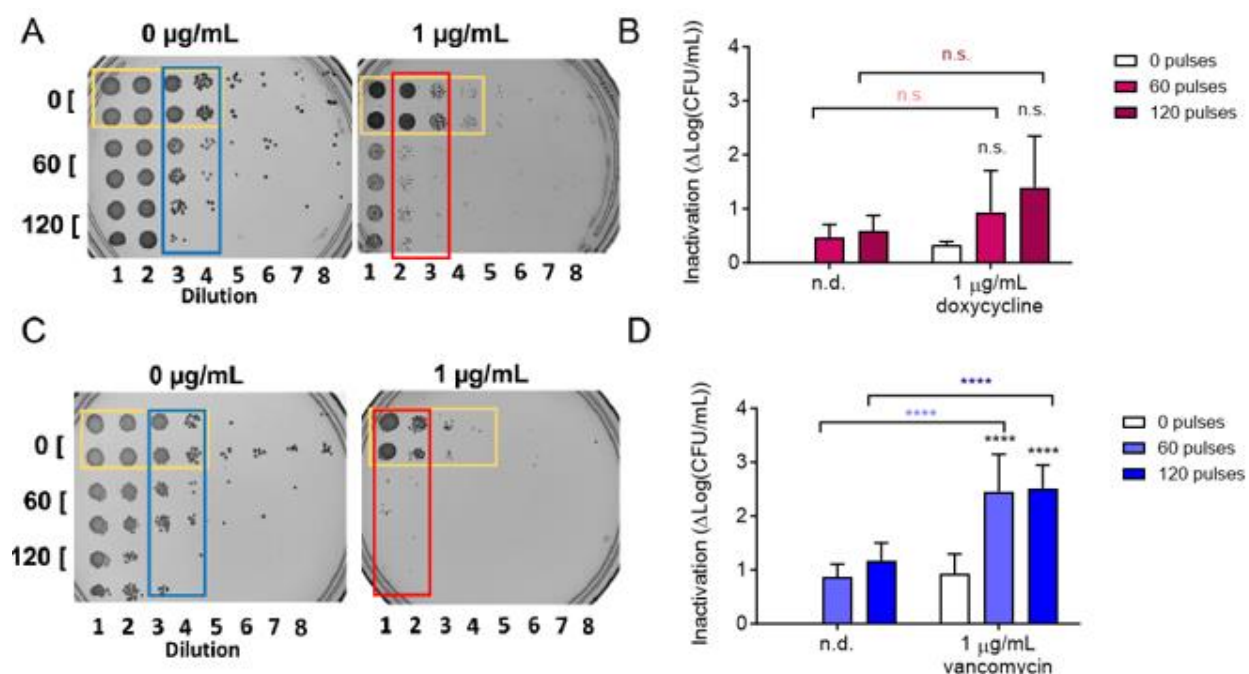 A
0 µg/mL
1 µg/mL
0 [
60 [
120 [
1 2 3 4 5 6 7 8
Dilution
1 2 3 4 5 6 7 8
B
Inactivation (ΔLog(CFU/mL))
4
3
2
1
0
n.s.
n.s.
n.s.
n.s.
n.d.
1 µg/mL
doxycycline
0 pulses
60 pulses
120 pulses
C
0 µg/mL
1 µg/mL
0 [
60 [
120 [
1 2 3 4 5 6 7 8
Dilution
1 2 3 4 5 6 7 8
D
Inactivation (ΔLog(CFU/mL))
4
3
2
1
0
****
****
****
****
n.d.
1 µg/mL
vancomycin
0 pulses
60 pulses
120 pulses